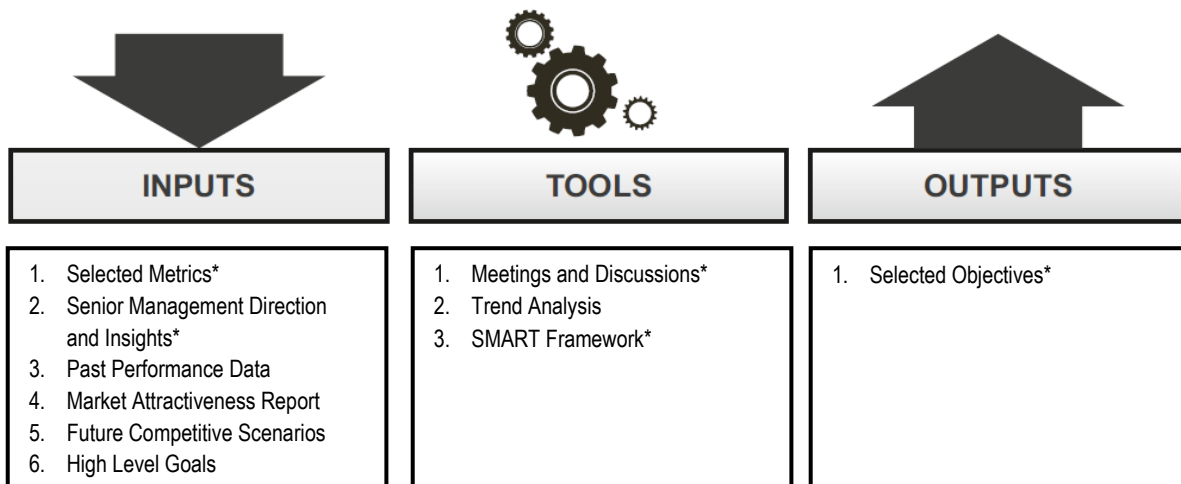 INPUTS
1. Selected Metrics*
2. Senior Management Direction
and Insights*
3. Past Performance Data
4. Market Attractiveness Report
5. Future Competitive Scenarios
6. High Level Goals
TOOLS
1. Meetings and Discussions*
2. Trend Analysis
3. SMART Framework*
OUTPUTS
1. Selected Objectives*